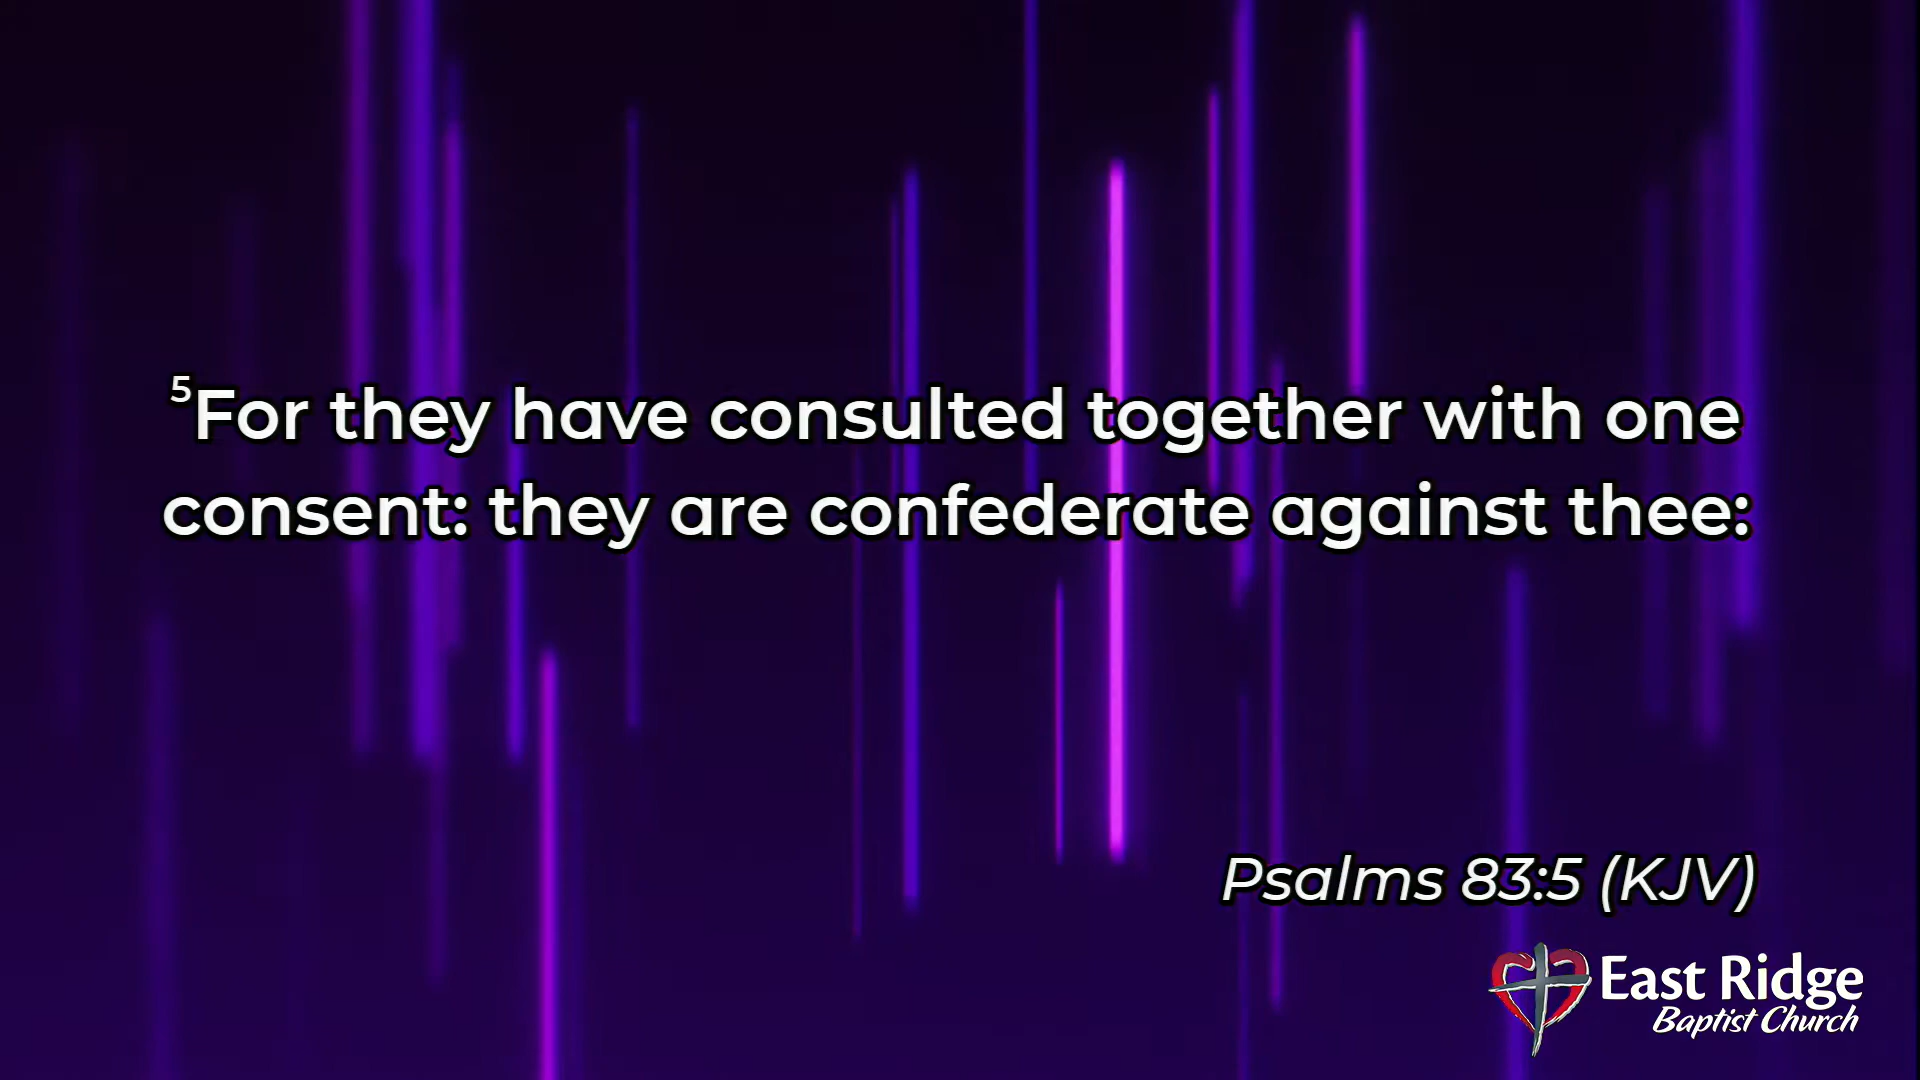 ⁵For they have consulted together with one
consent: they are confederate against thee:
Psalms 83:5 (KJV)
East Ridge
Baptist Church